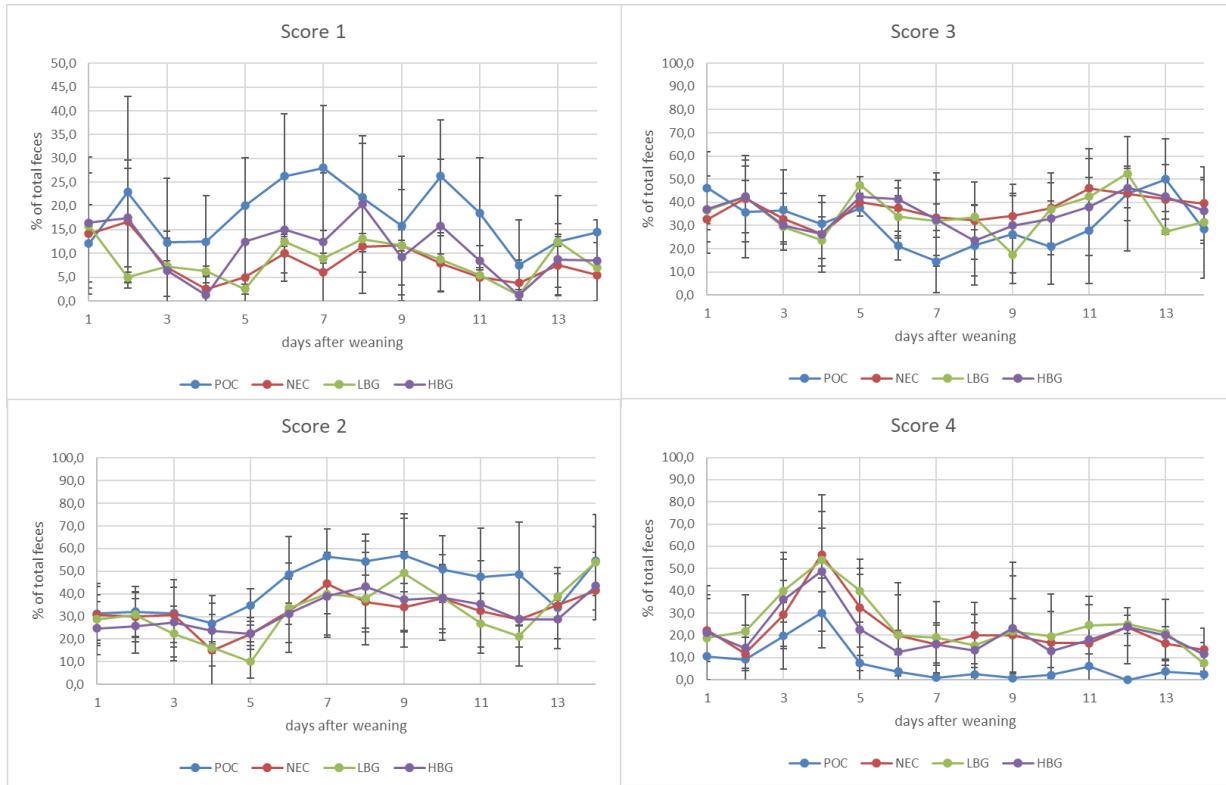 Score 1
% of total feces
50,0
45,0
40,0
35,0
30,0
25,0
20,0
15,0
10,0
5,0
0,0
1 3 5 7 9 11 13
days after weaning
POC NEC LBG HBG
Score 3
% of total feces
100,0
90,0
80,0
70,0
60,0
50,0
40,0
30,0
20,0
10,0
0,0
1 3 5 7 9 11 13
days after weaning
POC NEC LBG HBG
Score 2
% of total feces
100,0
90,0
80,0
70,0
60,0
50,0
40,0
30,0
20,0
10,0
0,0
1 3 5 7 9 11 13
days after weaning
POC NEC LBG HBG
Score 4
% of total feces
100,0
90,0
80,0
70,0
60,0
50,0
40,0
30,0
20,0
10,0
0,0
1 3 5 7 9 11 13
days after weaning
POC NEC LBG HBG